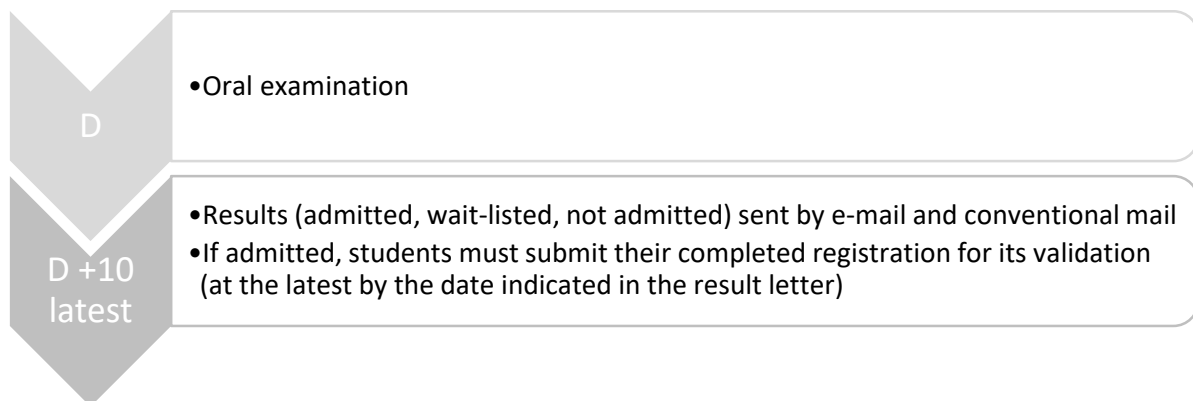 D
•Oral examination
D +10
latest
•Results (admitted, wait-listed, not admitted) sent by e-mail and conventional mail
•If admitted, students must submit their completed registration for its validation
(at the latest by the date indicated in the result letter)